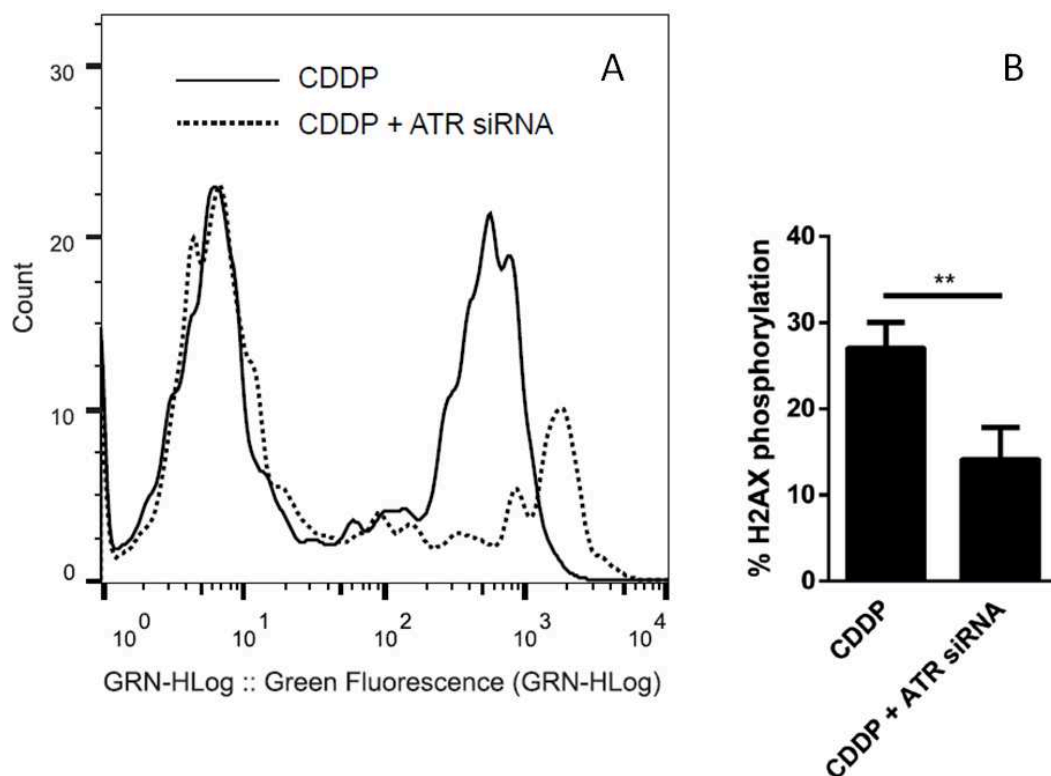 A
B
CDDP
CDDP + ATR siRNA
30
20
10
0
Count
10^0
10^1
10^2
10^3
10^4
GRN-HLog :: Green Fluorescence (GRN-HLog)
**
40
30
20
10
0
% H2AX phosphorylation
CDDP
CDDP + ATR siRNA